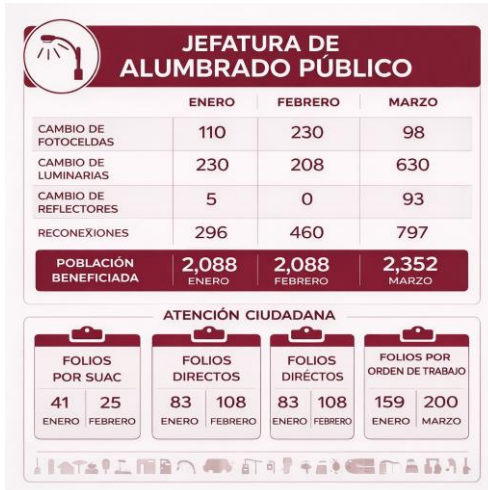 JEFATURA DE
ALUMBRADO PÚBLICO
ENERO FEBRERO MARZO
CAMBIO DE
FOTOCELDAS 110 230 98
CAMBIO DE
LUMINARIAS 230 208 630
CAMBIO DE
REFLECTORES 5 0 93
RECONEXIONES 296 460 797
POBLACIÓN
BENEFICIADA
2,088 2,088 2,352
ENERO FEBRERO MARZO
ATENCIÓN CIUDADANA
FOLIOS
POR SUAC
41 25
ENERO FEBRERO
FOLIOS
DIRECTOS
83 108
ENERO FEBRERO
FOLIOS
DIRÉCTOS
83 108
ENERO FEBRERO
FOLIOS POR
ORDEN DE TRABAJO
159 200
ENERO MARZO